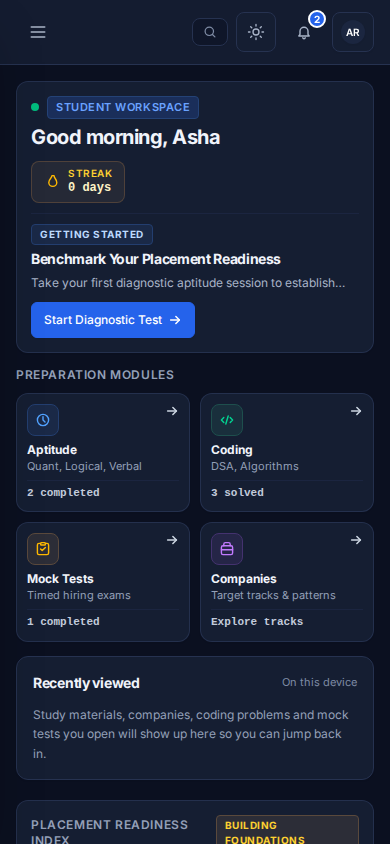 2
AR
STUDENT WORKSPACE
Good morning, Asha
STREAK
0 days
GETTING STARTED
Benchmark Your Placement Readiness
Take your first diagnostic aptitude session to establish...
Start Diagnostic Test →
PREPARATION MODULES
Aptitude
Quant, Logical, Verbal
2 completed
Coding
DSA, Algorithms
3 solved
Mock Tests
Timed hiring exams
1 completed
Companies
Target tracks & patterns
Explore tracks
Recently viewed
On this device
Study materials, companies, coding problems and mock
tests you open will show up here so you can jump back
in.
PLACEMENT READINESS
INDEX
BUILDING
FOUNDATIONS